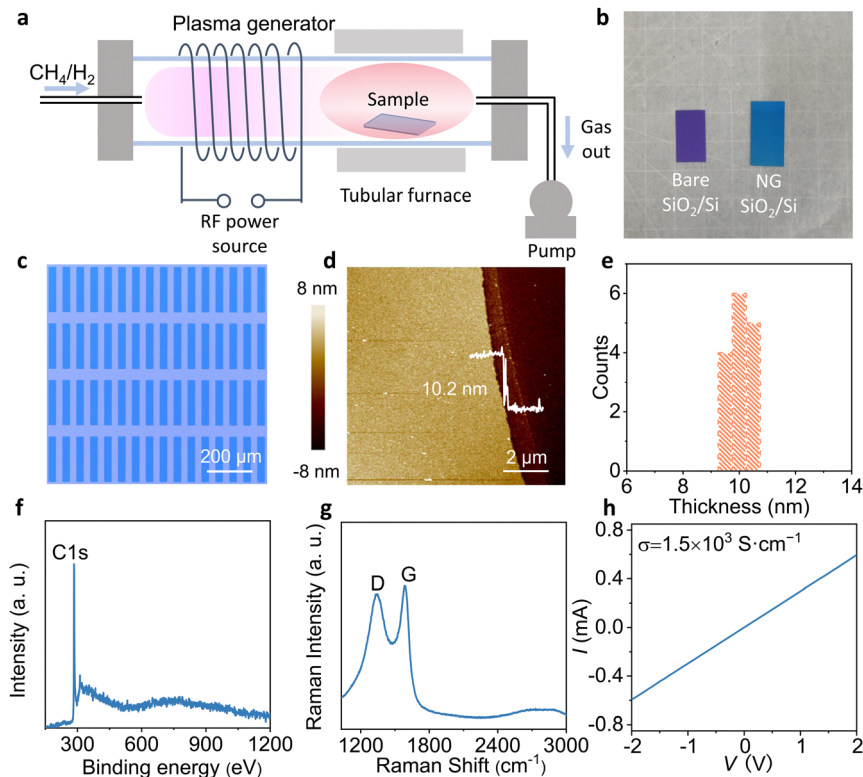 a
Plasma generator
CH₄/H₂
Sample
Gas
out
Tubular furnace
RF power
source
Pump
b
Bare
SiO₂/Si
NG
SiO₂/Si
c
200 μm
d
8 nm
-8 nm
10.2 nm
2 μm
e
Counts
6
4
2
0
6 8 10 12 14
Thickness (nm)
f
C1s
Intensity (a. u.)
300 600 900 1200
Binding energy (eV)
g
D G
Raman Intensity (a. u.)
1200 1800 2400 3000
Raman Shift (cm⁻¹)
h
σ=1.5×10³ S·cm⁻¹
I (mA)
0.8
0.4
0.0
-0.4
-0.8
-2 -1 0 1 2
V (V)